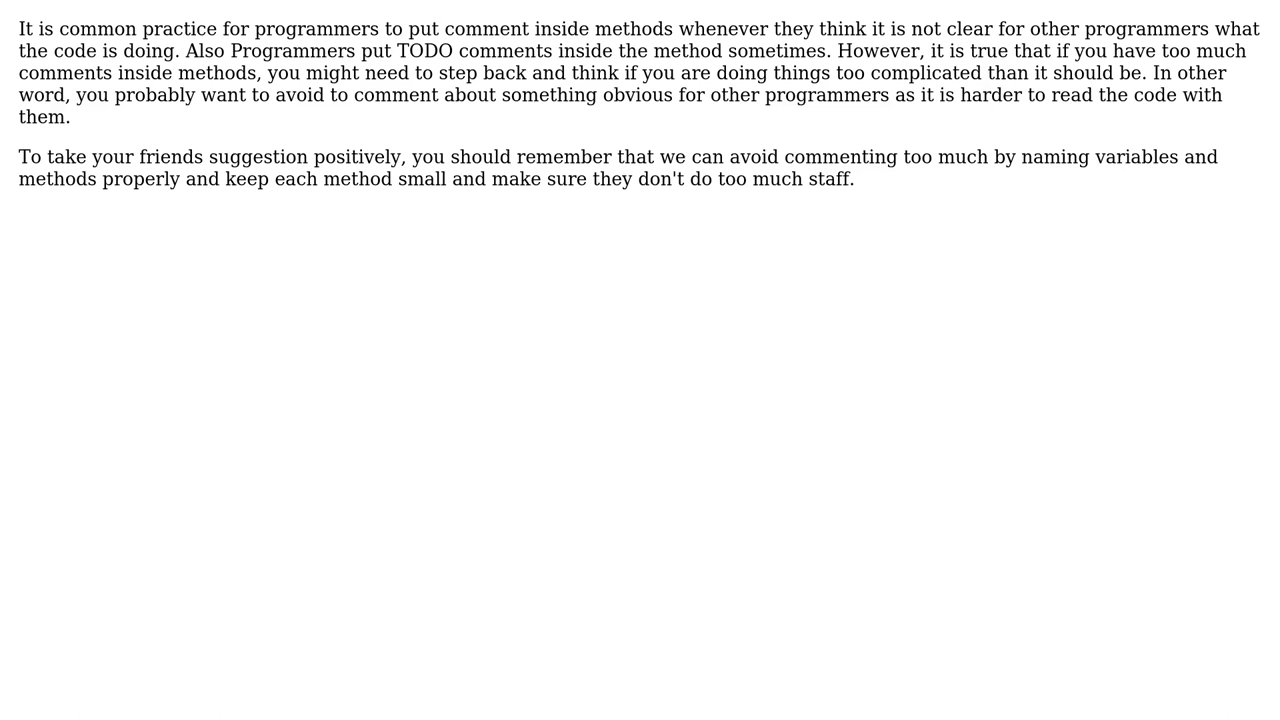 It is common practice for programmers to put comment inside methods whenever they think it is not clear for other programmers what
the code is doing. Also Programmers put TODO comments inside the method sometimes. However, it is true that if you have too much
comments inside methods, you might need to step back and think if you are doing things too complicated than it should be. In other
word, you probably want to avoid to comment about something obvious for other programmers as it is harder to read the code with
them.
To take your friends suggestion positively, you should remember that we can avoid commenting too much by naming variables and
methods properly and keep each method small and make sure they don't do too much staff.